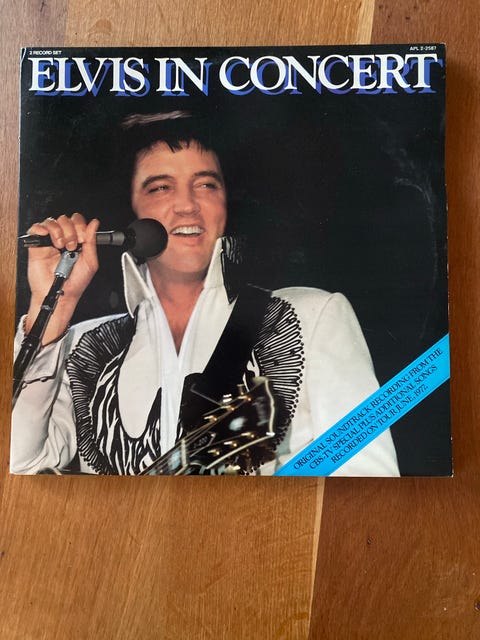 2 RECORD SET
APL 2-2587
ELVIS IN CONCERT
ORIGINAL SOUNDTRACK RECORDING FROM THE
CBS-TV SPECIAL PLUS ADDITIONAL SONGS
RECORDED ON TOUR JUNE, 1977.